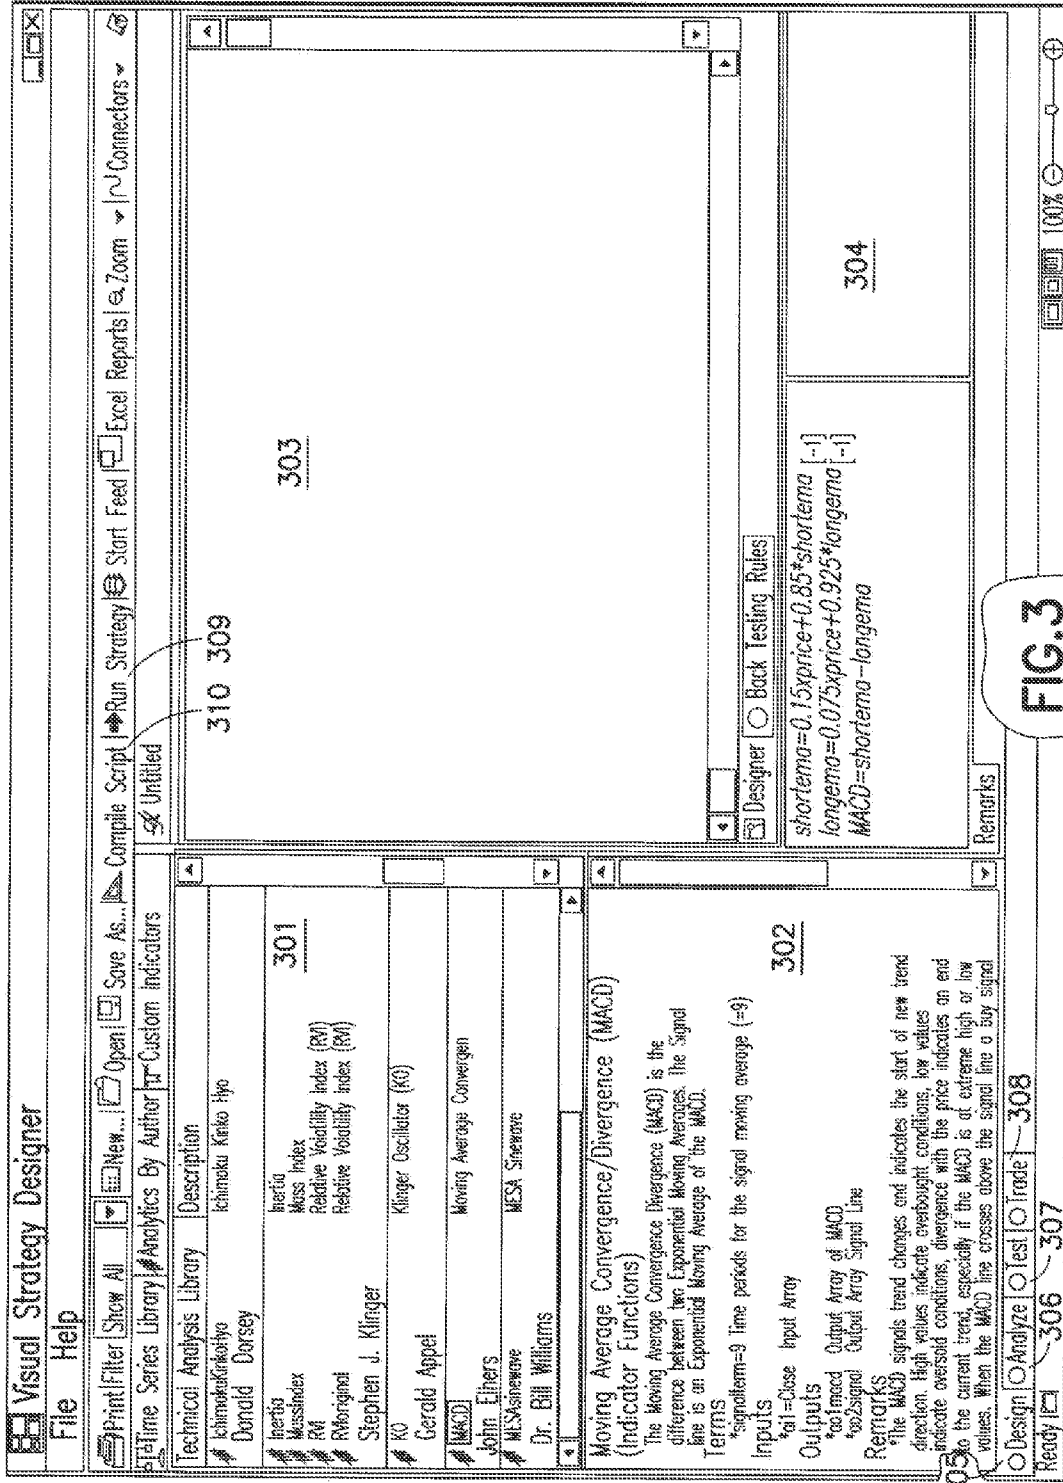 Visual Strategy Designer
File Help
Print Filter Show All New... Open Save As... Compile Script Run Strategy Start Feed Excel Reports Zoom Connectors
Time Series Library Analytics By Author Custom Indicators
Technical Analysis Library Description
IchimokuKinkoHyo Ichimoku Kinko Hyo
Donald Dorsey
Inertia Inertia
MassIndex Mass Index
RVI Relative Volatility Index (RVI)
RVIoriginal Relative Volatility Index (RVI)
Stephen J. Klinger
KO Klinger Oscillator (KO)
Gerald Appel
MACD Moving Average Convergen
John Elhers
MESAsinewave MESA Sinewave
Dr. Bill Williams
301
Moving Average Convergence/Divergence (MACD)
(Indicator Functions)
The Moving Average Convergence Divergence (MACD) is the
difference between two Exponential Moving Averages. The Signal
line is an Exponential Moving Average of the MACD.
Terms
*signalterm=9 Time periods for the signal moving average (=9)
Inputs
*ai1=Close Input Array
Outputs
*ao1macd Output Array of MACD
*ao2signal Output Array Signal Line
Remarks
*The MACD signals trend changes and indicates the start of new trend
direction. High values indicate overbought conditions, low values
indicate oversold conditions, divergence with the price indicates an end
to the current trend, especially if the MACD is at extreme high or low
values. When the MACD line crosses above the signal line a buy signal
302
Untitled
310 309
303
Designer Back Testing Rules
shortema=0.15xprice+0.85*shortema [-1]
longema=0.075xprice+0.925*longema [-1]
MACD=shortema-longema
304
Remarks
Design Analyze Test Trade
306 307 308
Ready
100%
FIG.3